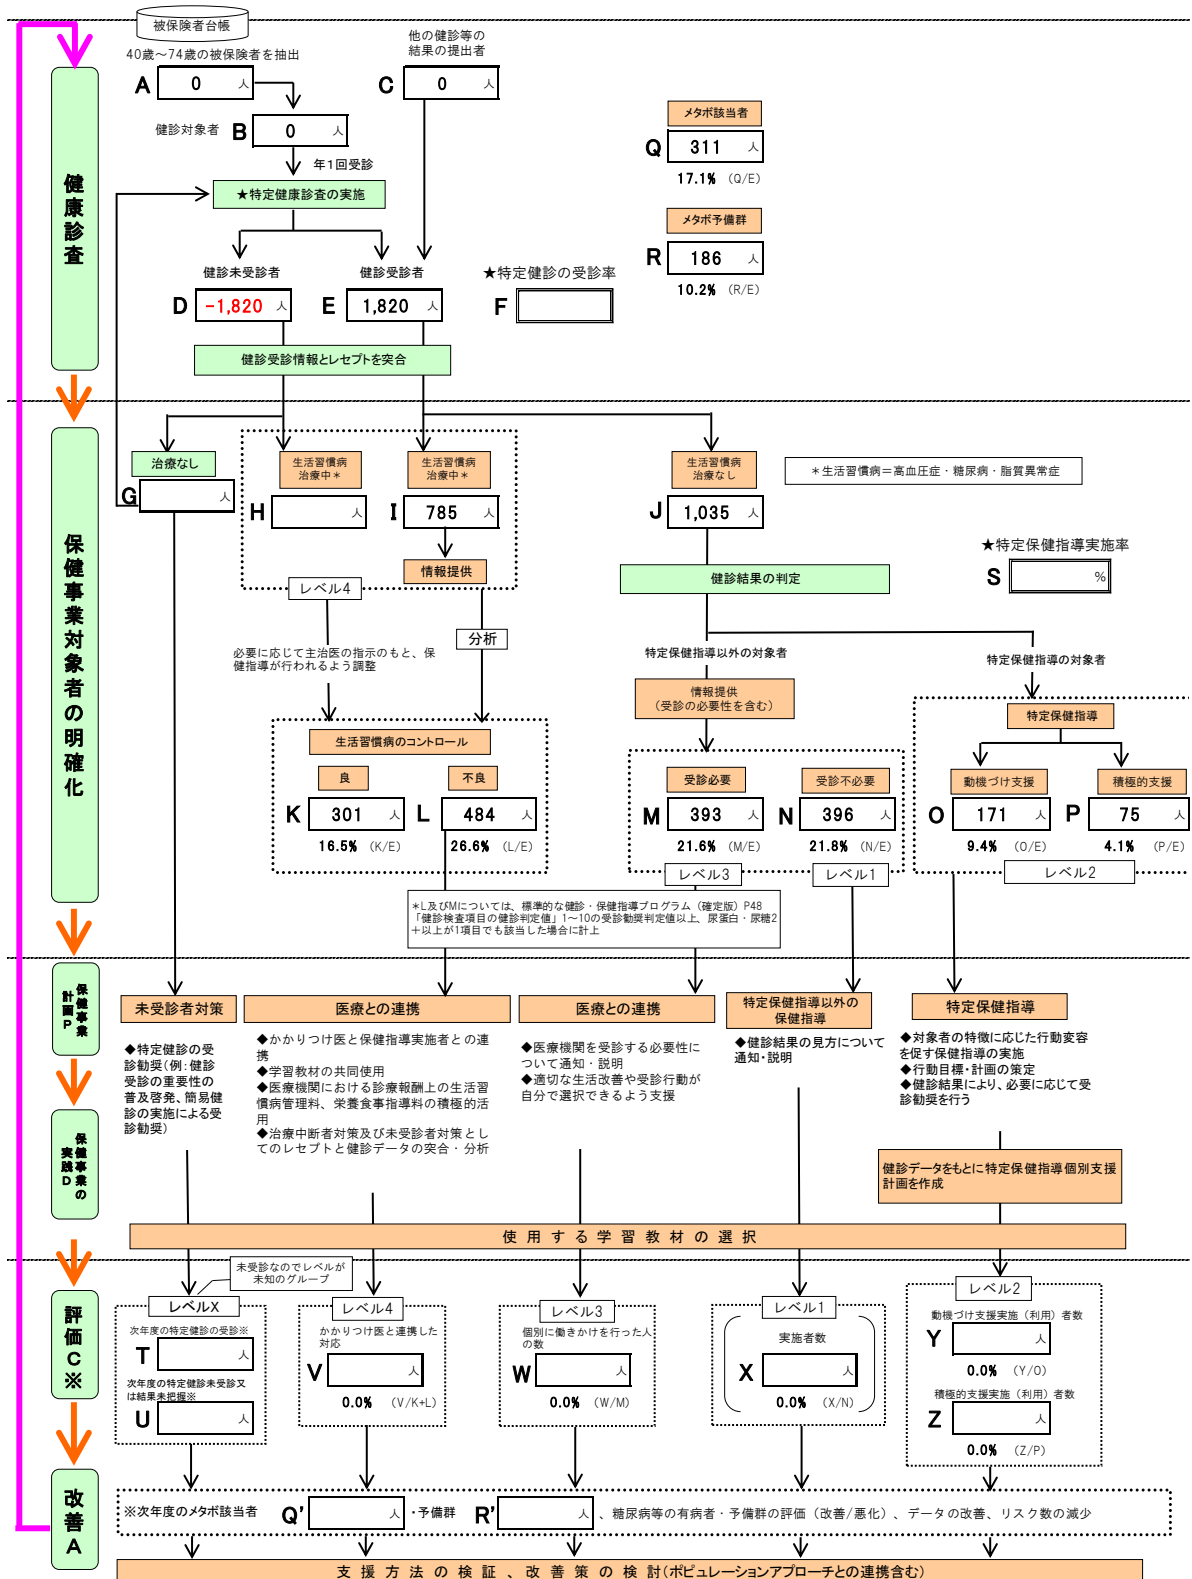 被保険者台帳
40歳～74歳の被保険者を抽出
他の健診等の
結果の提出者
A 0 人
C 0 人
健診対象者 B 0 人
年1回受診
★特定健康診査の実施
メタボ該当者
Q 311 人
17.1% (Q/E)
メタボ予備群
R 186 人
10.2% (R/E)
健康診査
健診未受診者
健診受診者
★特定健診の受診率
D -1,820 人
E 1,820 人
F
健診受診情報とレセプトを突合
保健事業対象者の明確化
治療なし
G 人
生活習慣病
治療中＊
H 人
生活習慣病
治療中＊
I 785 人
情報提供
レベル4
生活習慣病
治療なし
J 1,035 人
＊生活習慣病＝高血圧症・糖尿病・脂質異常症
★特定保健指導実施率
S %
健診結果の判定
分析
必要に応じて主治医の指示のもと、保
健指導が行われるよう調整
特定保健指導以外の対象者
特定保健指導の対象者
情報提供
(受診の必要性を含む)
特定保健指導
生活習慣病のコントロール
良
不良
受診必要
受診不必要
動機づけ支援
積極的支援
K 301 人
L 484 人
M 393 人
N 396 人
O 171 人
P 75 人
16.5% (K/E)
26.6% (L/E)
21.6% (M/E)
21.8% (N/E)
9.4% (O/E)
4.1% (P/E)
レベル3
レベル1
レベル2
＊L及びMについては、標準的な健診・保健指導プログラム（確定版）P48
「健診検査項目の健診判定値」1～10の受診勧奨判定値以上、尿蛋白・尿糖2
＋以上が1項目でも該当した場合に計上
保健事業
計画P
未受診者対策
医療との連携
医療との連携
特定保健指導以外の
保健指導
特定保健指導
◆特定健診の受
診勧奨(例:健診
受診の重要性の
普及啓発、簡易健
診の実施による受
診勧奨)
◆かかりつけ医と保健指導実施者との連
携
◆学習教材の共同使用
◆医療機関における診療報酬上の生活習
慣病管理料、栄養食事指導料の積極的活
用
◆治療中断者対策及び未受診者対策とし
てのレセプトと健診データの突合・分析
◆医療機関を受診する必要性に
ついて通知・説明
◆適切な生活改善や受診行動が
自分で選択できるよう支援
◆健診結果の見方について
通知・説明
◆対象者の特徴に応じた行動変容
を促す保健指導の実施
◆行動目標・計画の策定
◆健診結果により、必要に応じて受
診勧奨を行う
保健事業の
実践D
健診データをもとに特定保健指導個別支援
計画を作成
使用する学習教材の選択
未受診なのでレベルが
未知のグループ
評価C※
レベルX
次年度の特定健診の受診※
T 人
次年度の特定健診未受診又
は結果未把握※
U 人
レベル4
かかりつけ医と連携した
対応
V 人
0.0% (V/K+L)
レベル3
個別に働きかけを行った人
の数
W 人
0.0% (W/M)
レベル1
実施者数
X 人
0.0% (X/N)
レベル2
動機づけ支援実施（利用）者数
Y 人
0.0% (Y/O)
積極的支援実施（利用）者数
Z 人
0.0% (Z/P)
改善A
※次年度のメタボ該当者 Q' 人 ・予備群 R' 人 、糖尿病等の有病者・予備群の評価（改善/悪化）、データの改善、リスク数の減少
支援方法の検証、改善策の検討(ポピュレーションアプローチとの連携含む)